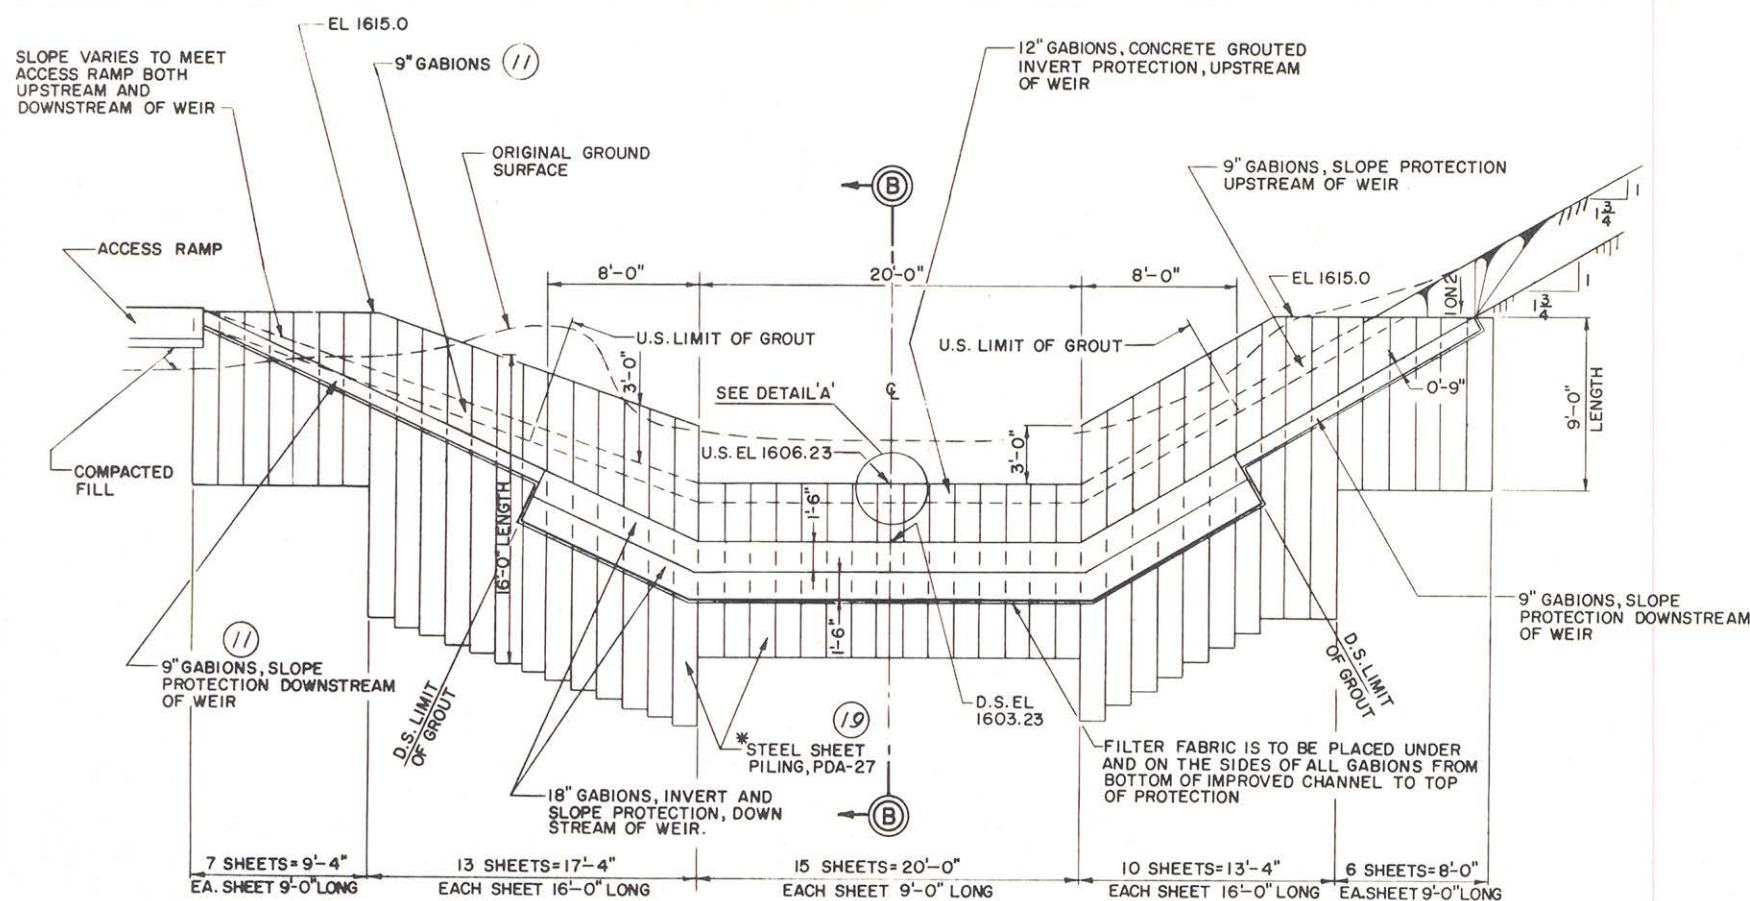 EL 1615.0
SLOPE VARIES TO MEET
ACCESS RAMP BOTH
UPSTREAM AND
DOWNSTREAM OF WEIR
9" GABIONS 11
12" GABIONS, CONCRETE GROUTED
INVERT PROTECTION, UPSTREAM
OF WEIR
ORIGINAL GROUND
SURFACE
B
9" GABIONS, SLOPE PROTECTION
UPSTREAM OF WEIR
1
1 3/4
ACCESS RAMP
8'-0"
20'-0"
8'-0"
EL 1615.0
1 ON 2
1
1 3/4
U.S. LIMIT OF GROUT
U.S. LIMIT OF GROUT
3'-0"
SEE DETAIL 'A'
℄
0'-9"
9'-0"
LENGTH
COMPACTED
FILL
U.S. EL 1606.23
3'-0"
1'-6"
16'-0" LENGTH
1'-6"
11
9" GABIONS, SLOPE
PROTECTION DOWNSTREAM
OF WEIR
9" GABIONS, SLOPE
PROTECTION DOWNSTREAM
OF WEIR
D.S. LIMIT
OF GROUT
D.S. LIMIT
OF GROUT
19
D.S. EL
1603.23
*STEEL SHEET
PILING, PDA-27
FILTER FABRIC IS TO BE PLACED UNDER
AND ON THE SIDES OF ALL GABIONS FROM
BOTTOM OF IMPROVED CHANNEL TO TOP
OF PROTECTION
18" GABIONS, INVERT AND
SLOPE PROTECTION, DOWN
STREAM OF WEIR.
B
7 SHEETS = 9'-4"
EA. SHEET 9'-0" LONG
13 SHEETS = 17'-4"
EACH SHEET 16'-0" LONG
15 SHEETS = 20'-0"
EACH SHEET 9'-0" LONG
10 SHEETS = 13'-4"
EACH SHEET 16'-0" LONG
6 SHEETS = 8'-0"
EA. SHEET 9'-0" LONG